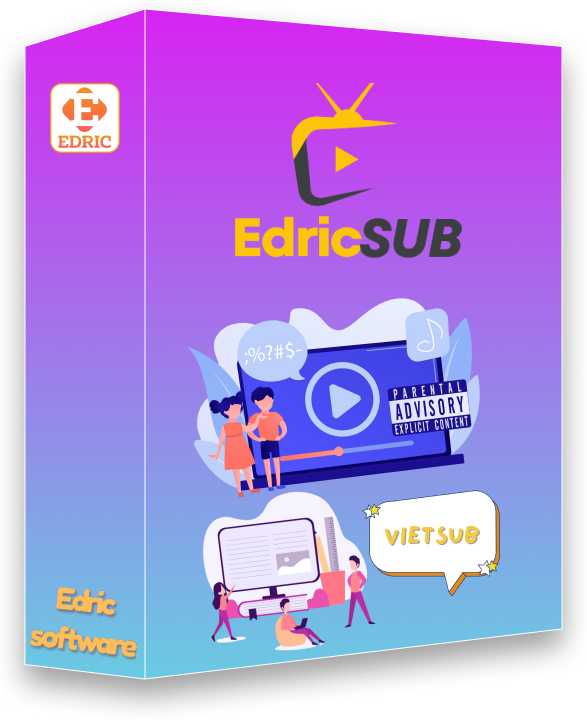 E
EDRIC
EdricSUB
;%?#$-
PARENTAL
ADVISORY
EXPLICIT CONTENT
VIETSUB
Edric
software